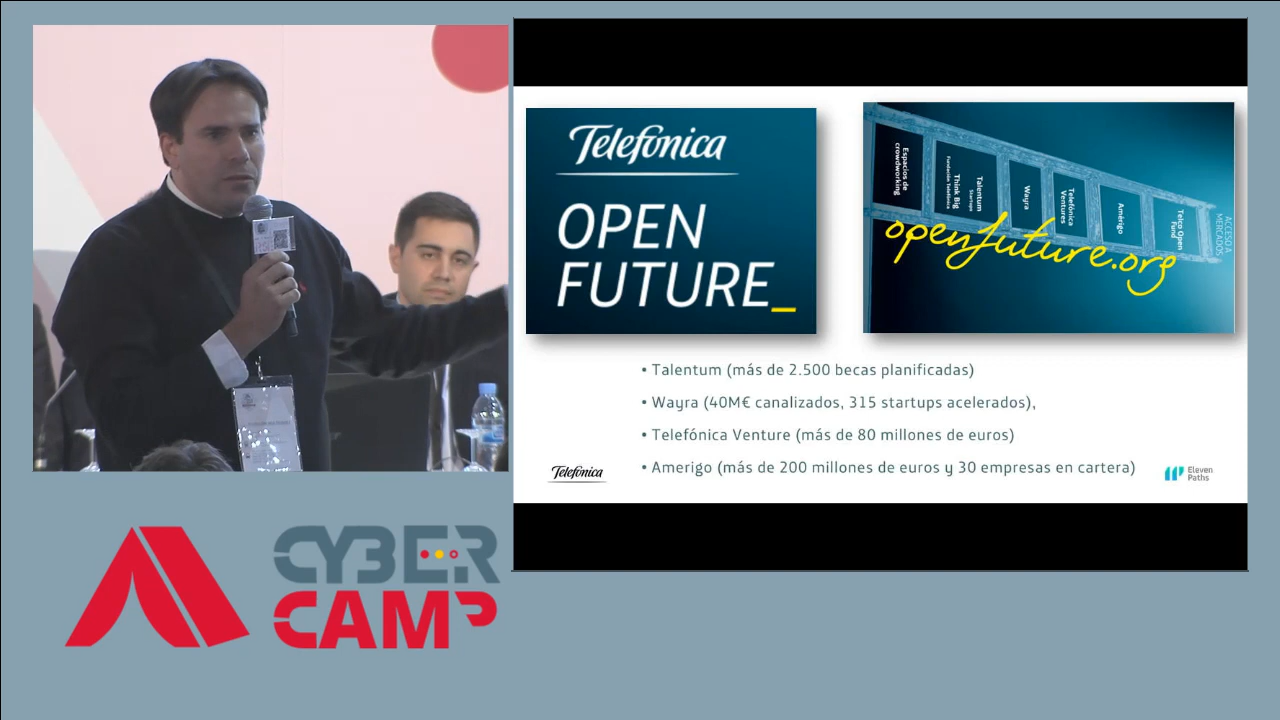 Telefónica
OPEN
FUTURE_
Espacios de
crowdworking
Think Big
Fundación Telefónica
Talentum
Startups
Wayra
Telefónica
Ventures
Amérigo
Telco Open
Fund
ACCESO A
MERCADOS
openfuture.org
• Talentum (más de 2.500 becas planificadas)
• Wayra (40M€ canalizados, 315 startups acelerados),
• Telefónica Venture (más de 80 millones de euros)
• Amerigo (más de 200 millones de euros y 30 empresas en cartera)
Telefónica
Eleven
Paths
CYBER
CAMP